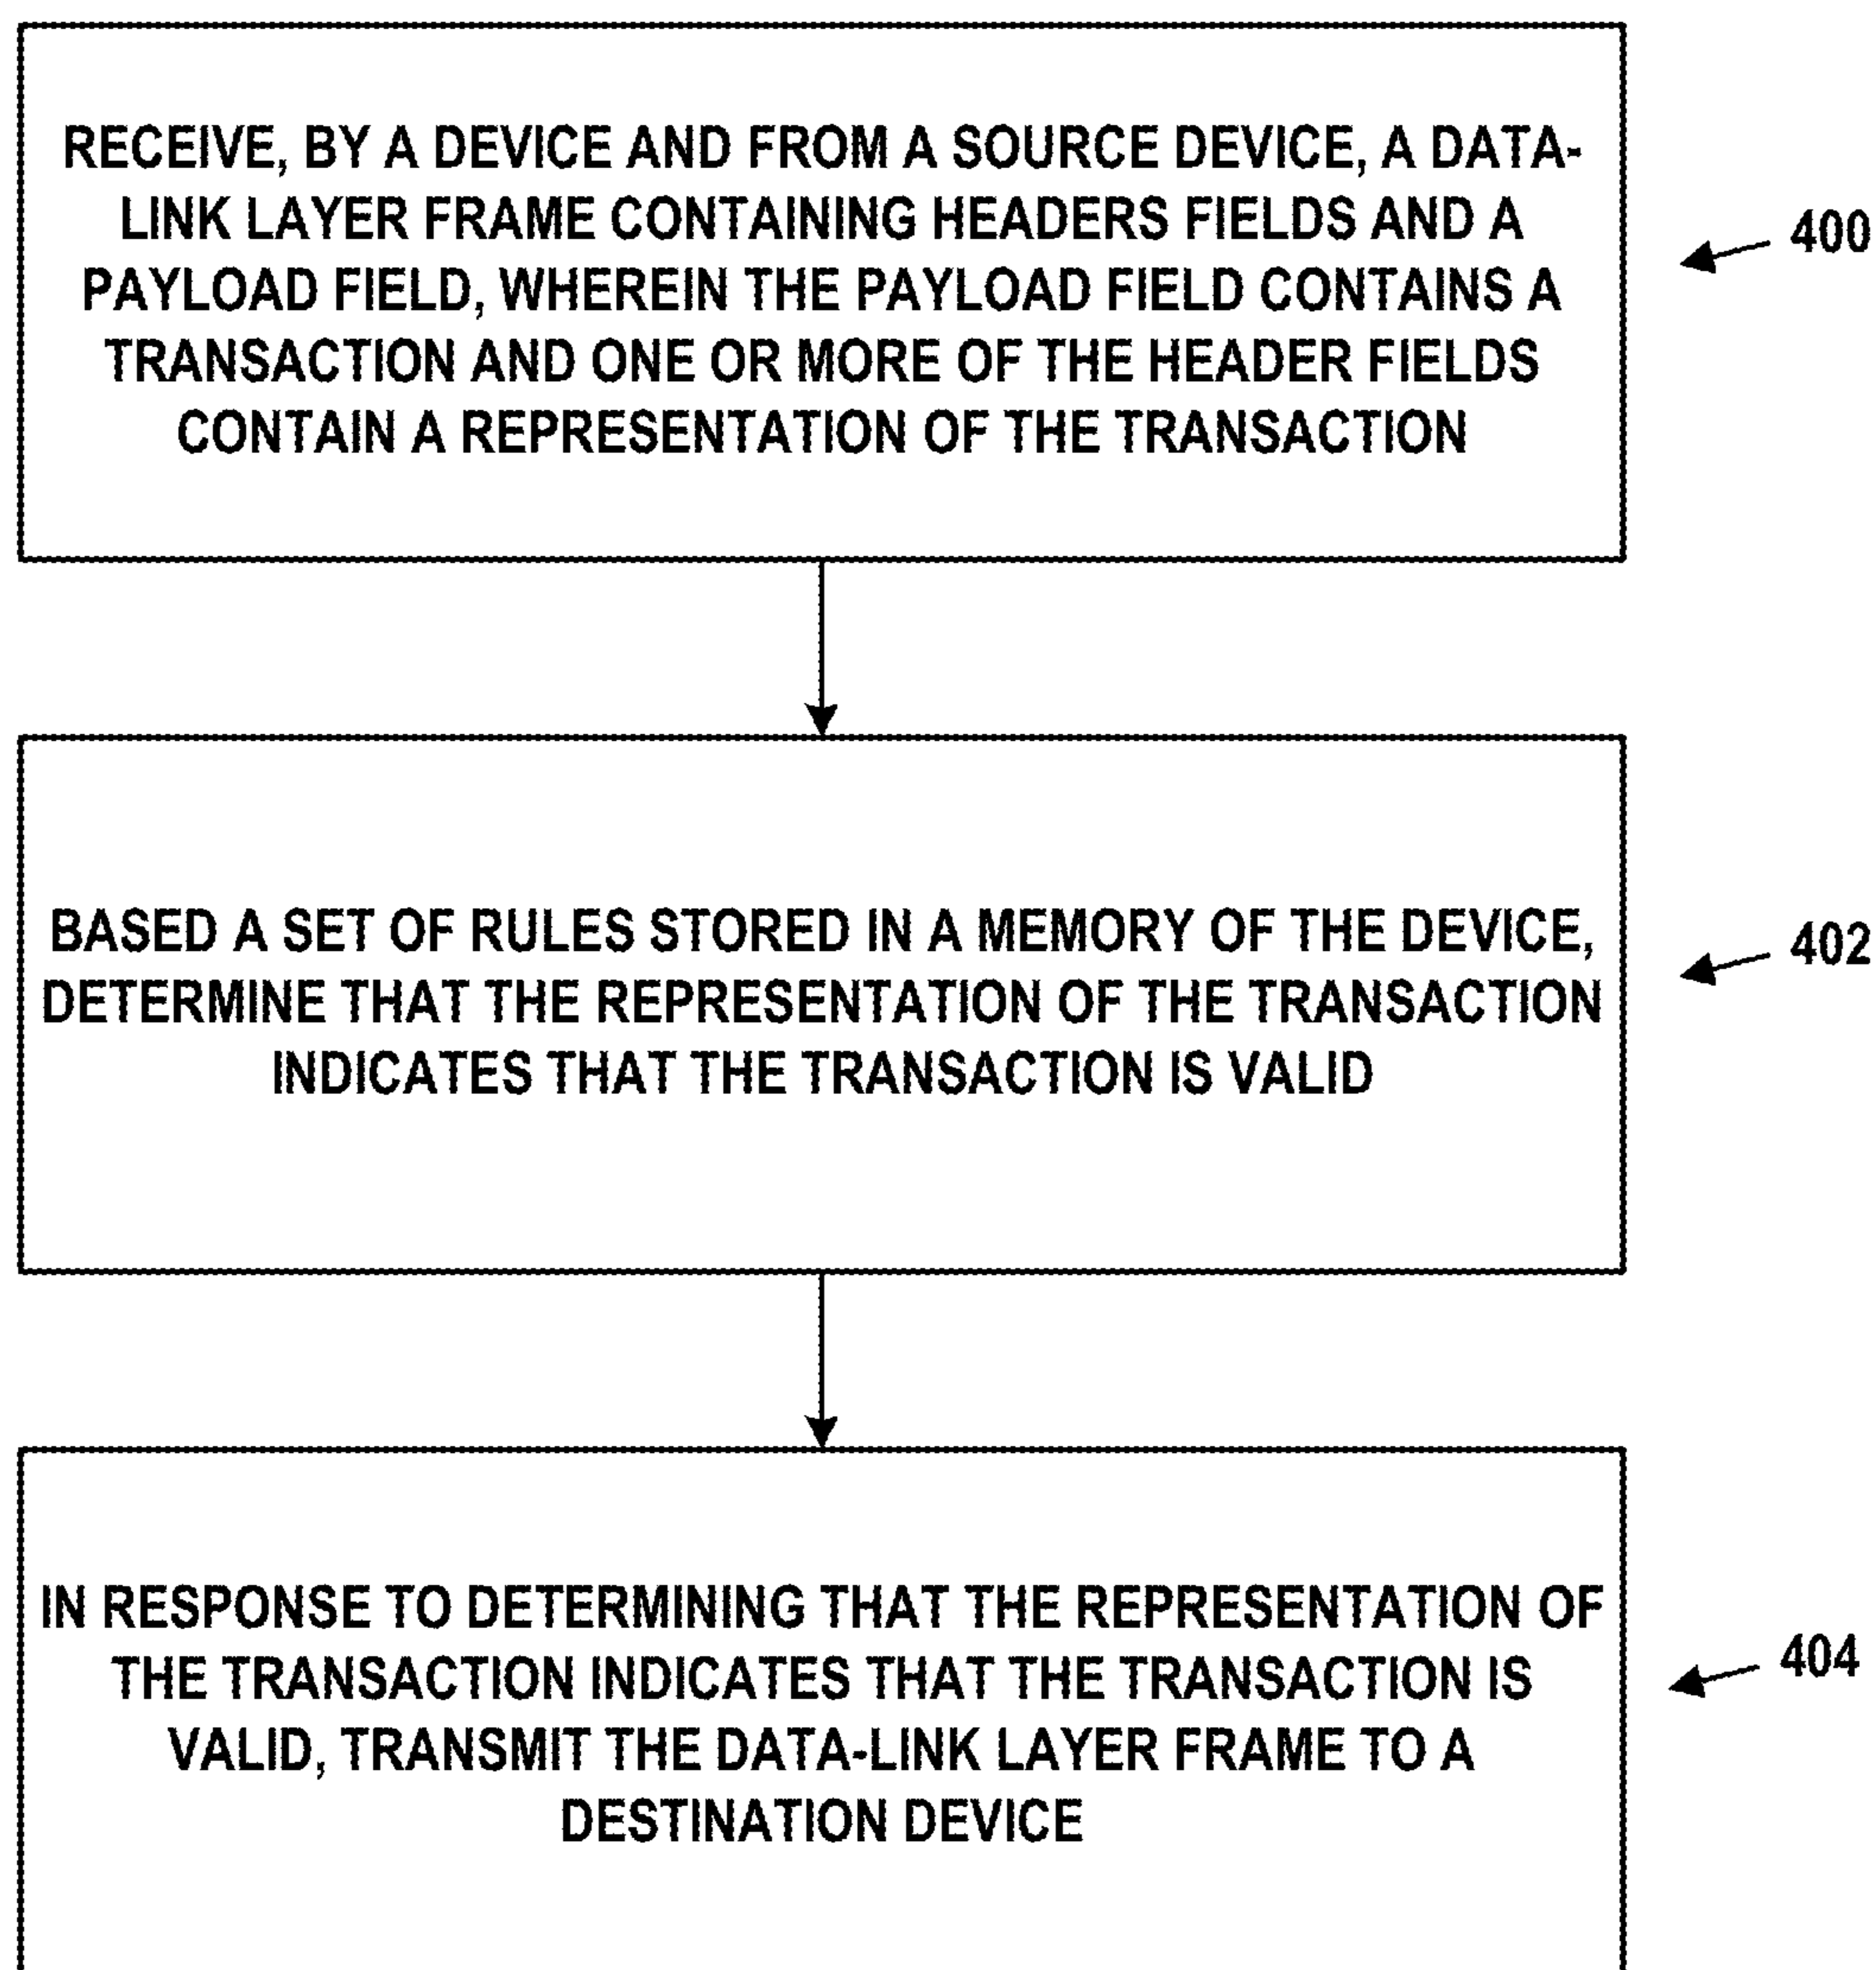 RECEIVE, BY A DEVICE AND FROM A SOURCE DEVICE, A DATA-
LINK LAYER FRAME CONTAINING HEADERS FIELDS AND A
PAYLOAD FIELD, WHEREIN THE PAYLOAD FIELD CONTAINS A
TRANSACTION AND ONE OR MORE OF THE HEADER FIELDS
CONTAIN A REPRESENTATION OF THE TRANSACTION
400
BASED A SET OF RULES STORED IN A MEMORY OF THE DEVICE,
DETERMINE THAT THE REPRESENTATION OF THE TRANSACTION
INDICATES THAT THE TRANSACTION IS VALID
402
IN RESPONSE TO DETERMINING THAT THE REPRESENTATION OF
THE TRANSACTION INDICATES THAT THE TRANSACTION IS
VALID, TRANSMIT THE DATA-LINK LAYER FRAME TO A
DESTINATION DEVICE
404